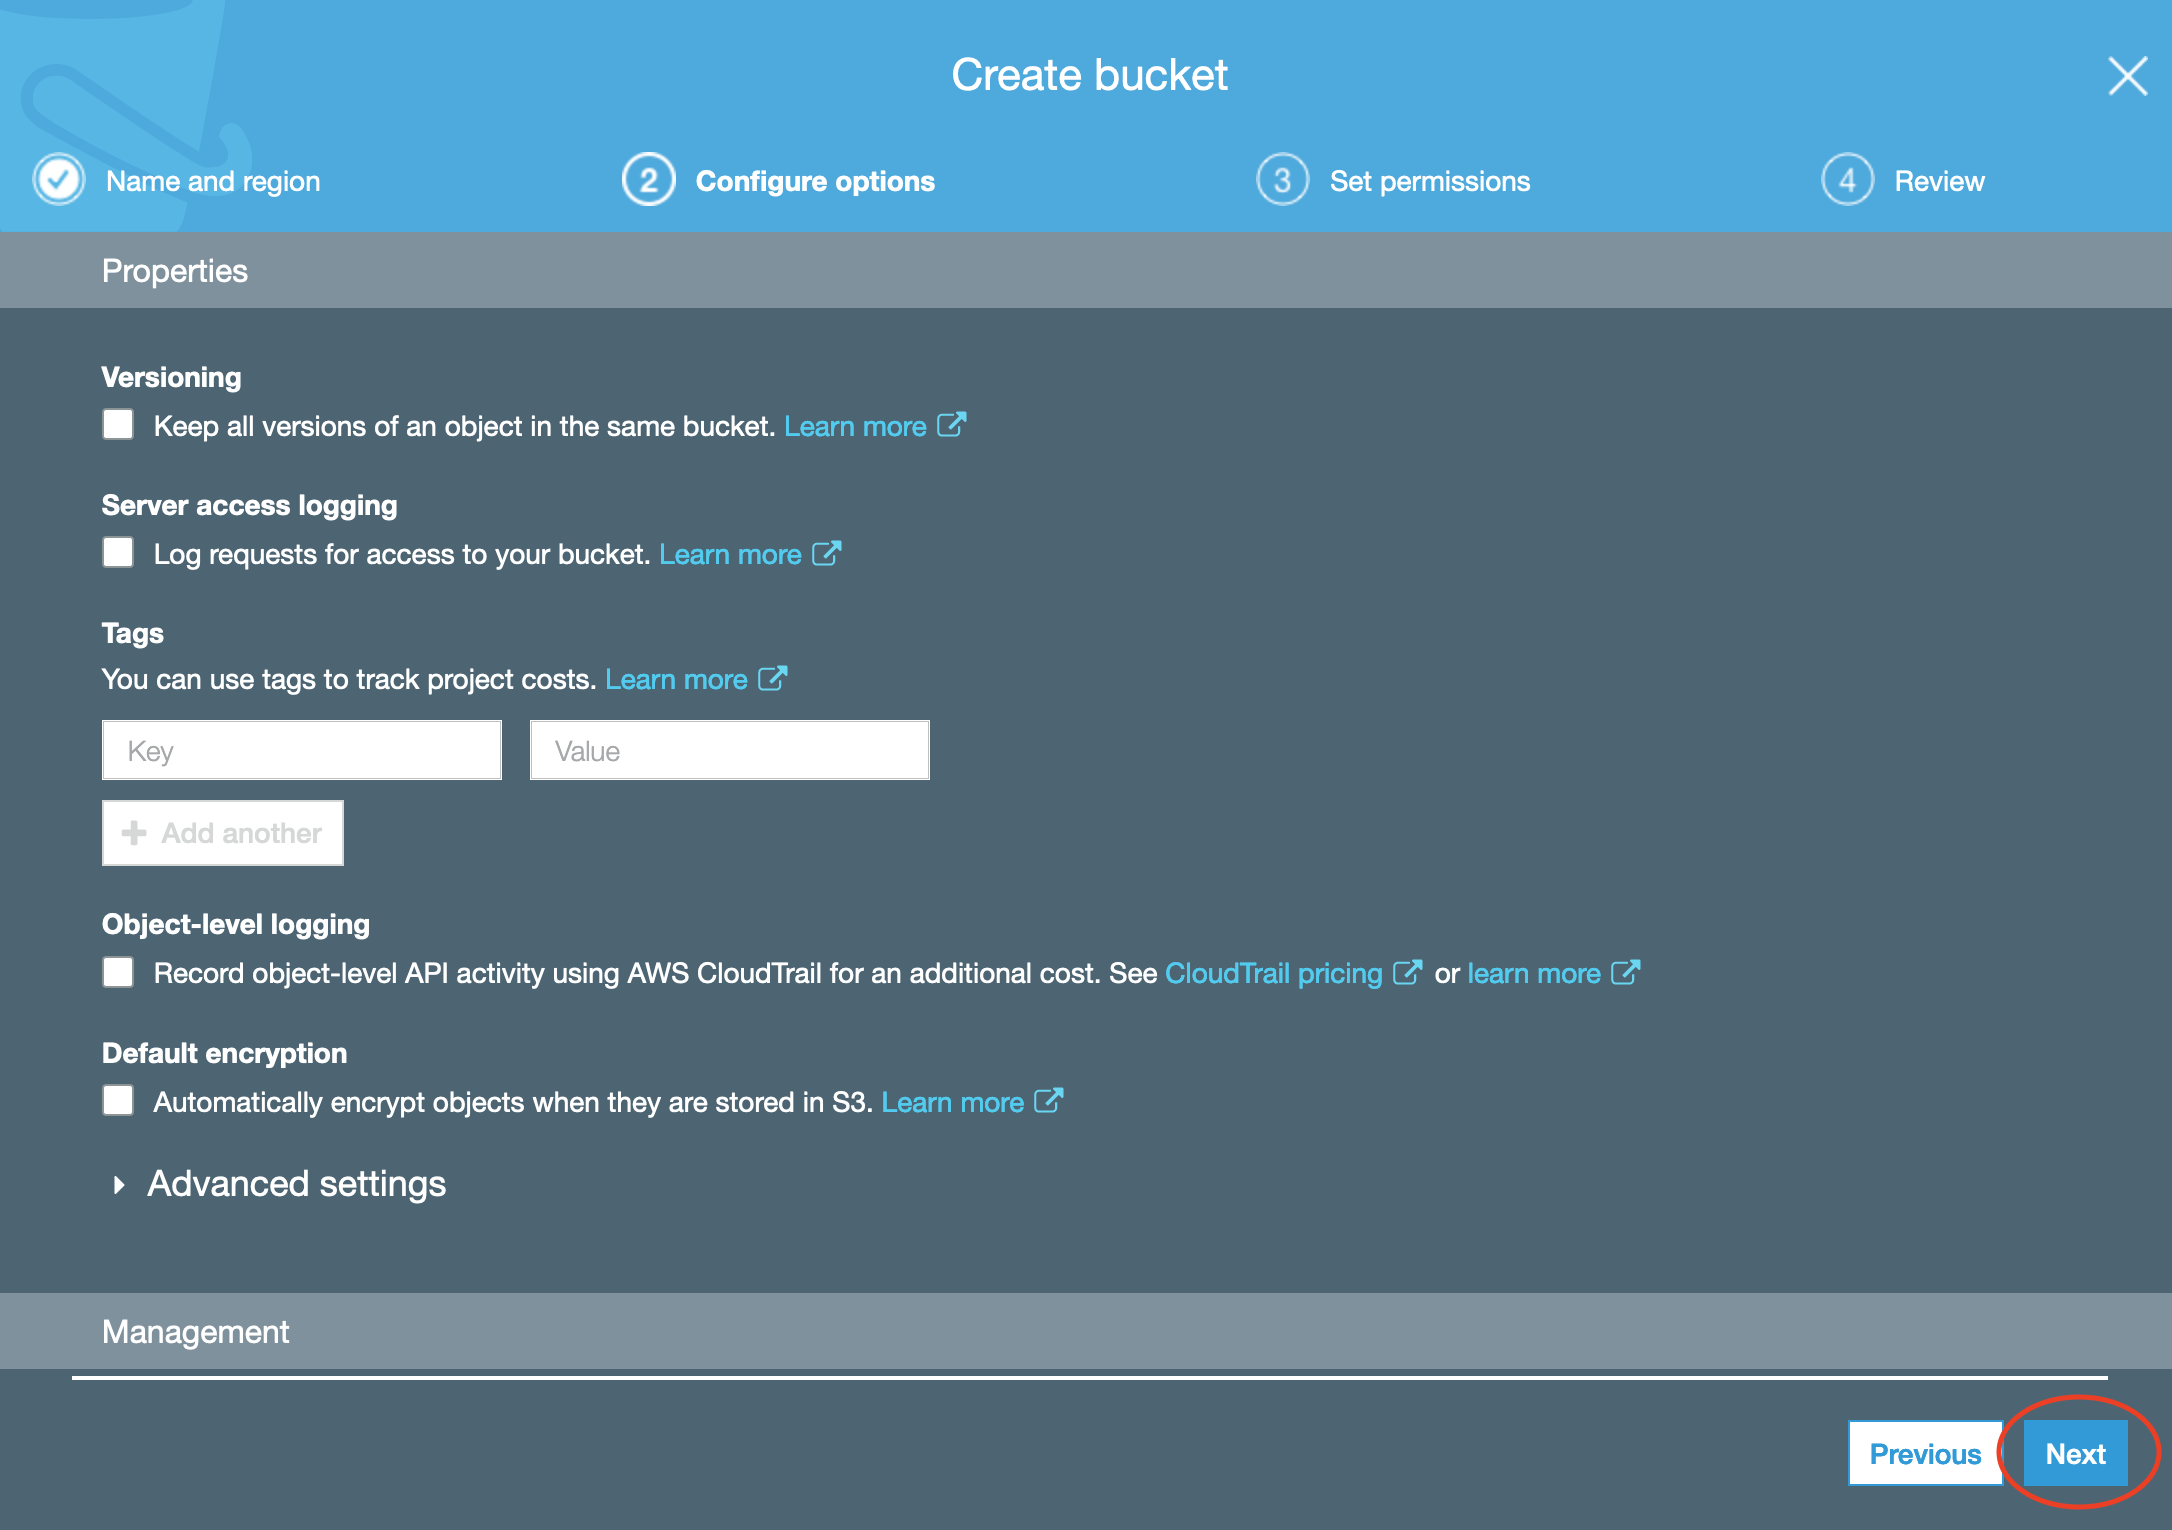 Create bucket
Name and region
2 Configure options
3 Set permissions
4 Review
Properties
Versioning
Keep all versions of an object in the same bucket. Learn more
Server access logging
Log requests for access to your bucket. Learn more
Tags
You can use tags to track project costs. Learn more
Key
Value
Add another
Object-level logging
Record object-level API activity using AWS CloudTrail for an additional cost. See CloudTrail pricing or learn more
Default encryption
Automatically encrypt objects when they are stored in S3. Learn more
Advanced settings
Management
Previous
Next